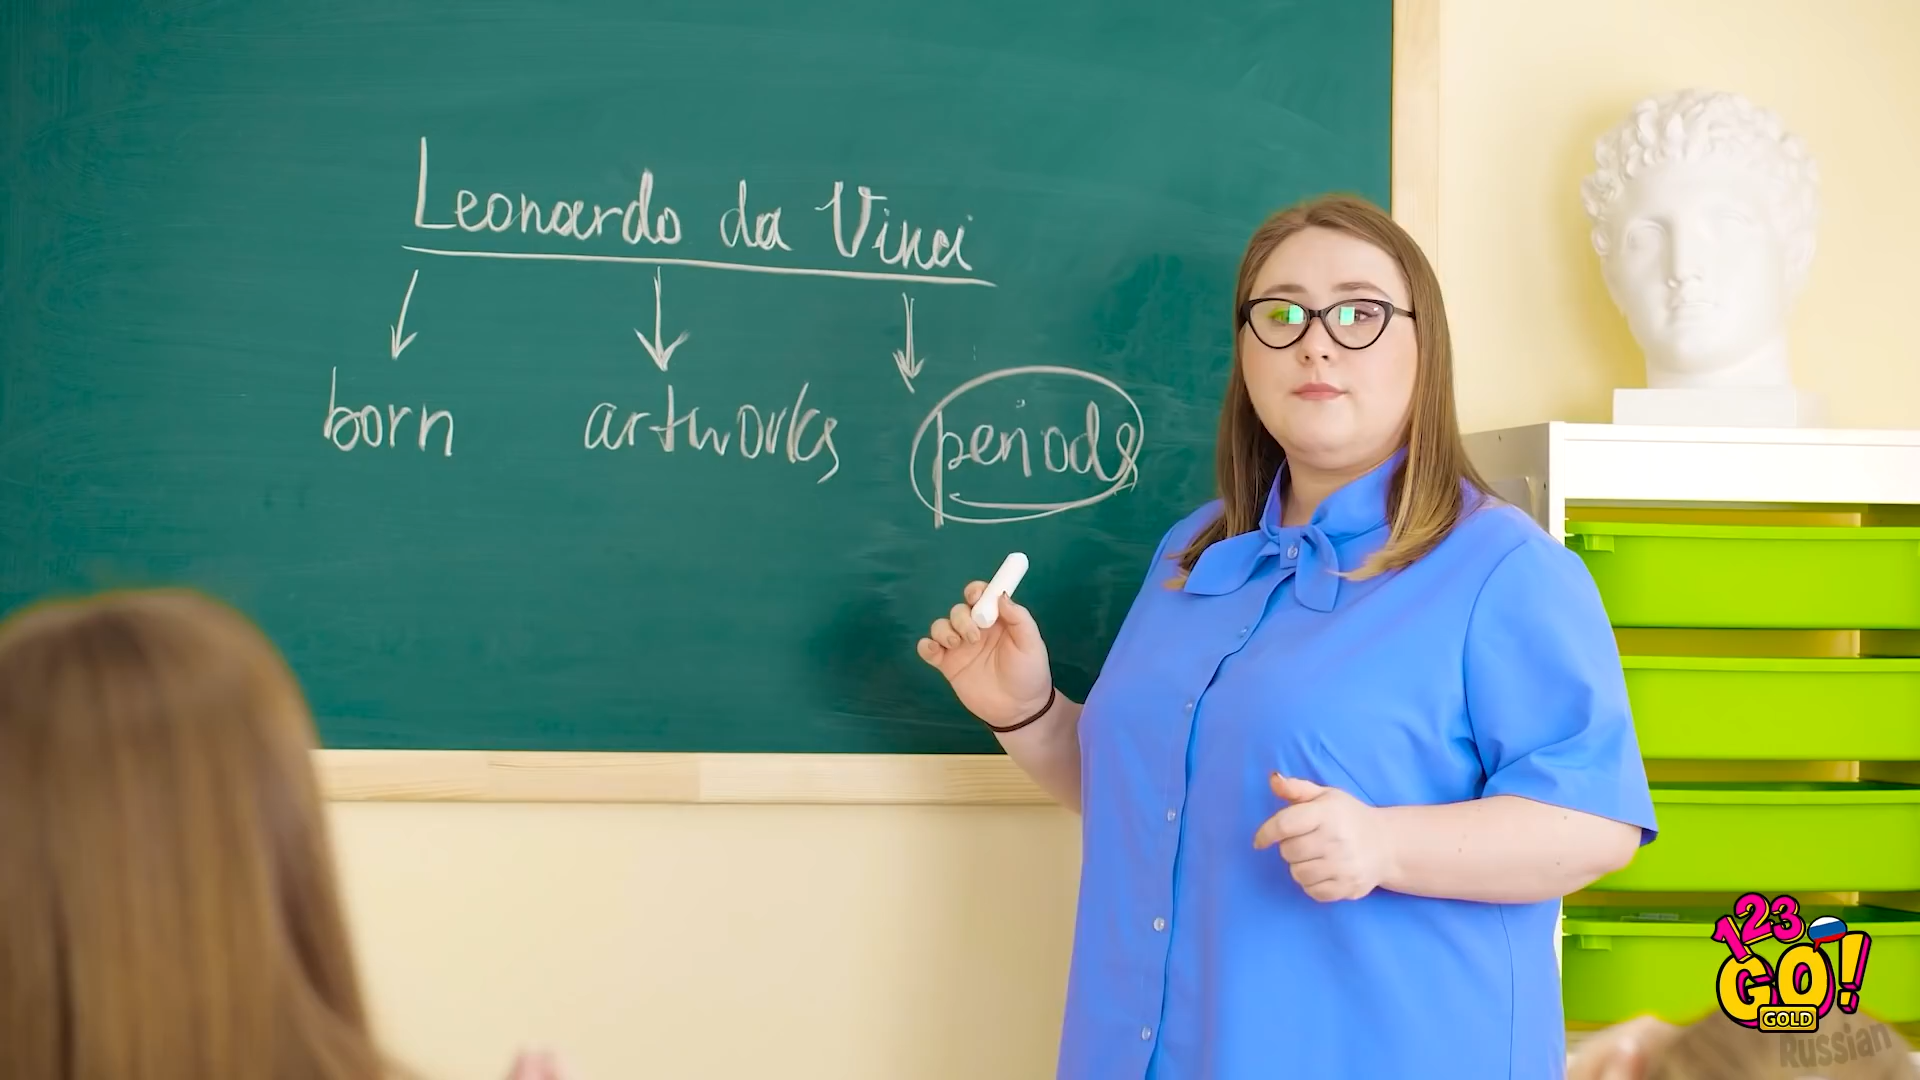 Leonardo da Vinci
born artworks periods
123
GO!
GOLD
Russian